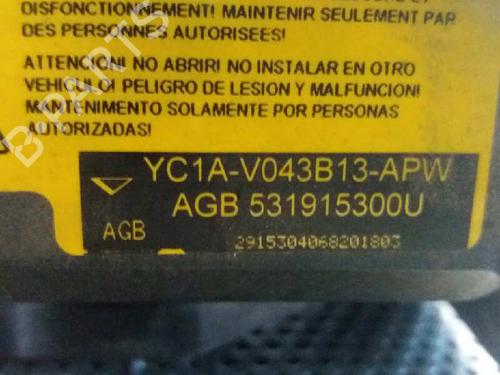 DISFONCTIONNEMENT! MAINTENIR SEULEMENT PAR
DES PERSONNES AUTORISEES!
ATTENCION! NO ABRIR! NO INSTALAR EN OTRO
VEHICULO! PELIGRO DE LESION Y MALFUNCION!
MANTENIMENTO SOLAMENTE POR PERSONAS
AUTORIZADAS!
YC1A-V043B13-APW
AGB 531915300U
AGB
2915304068201803
B-PARTS